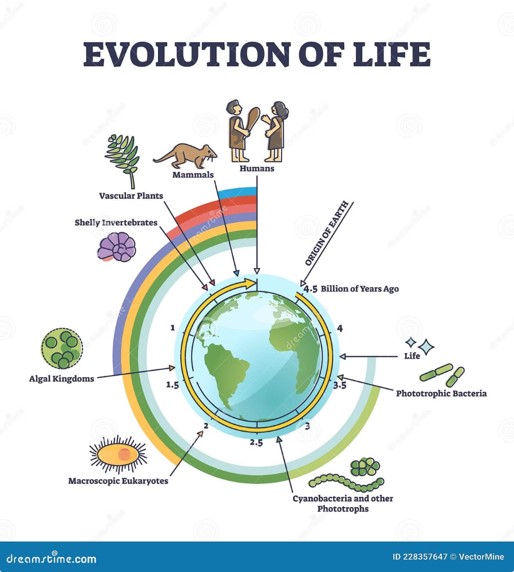 EVOLUTION OF LIFE
Humans
Mammals
Vascular Plants
Shelly Invertebrates
ORIGIN OF EARTH
4.5 Billion of Years Ago
1
4
Life
Algal Kingdoms
1.5
3.5
Phototrophic Bacteria
2
3
2.5
Macroscopic Eukaryotes
Cyanobacteria and other
Phototrophs
dreamstime.com
ID 228357647 © VectorMine